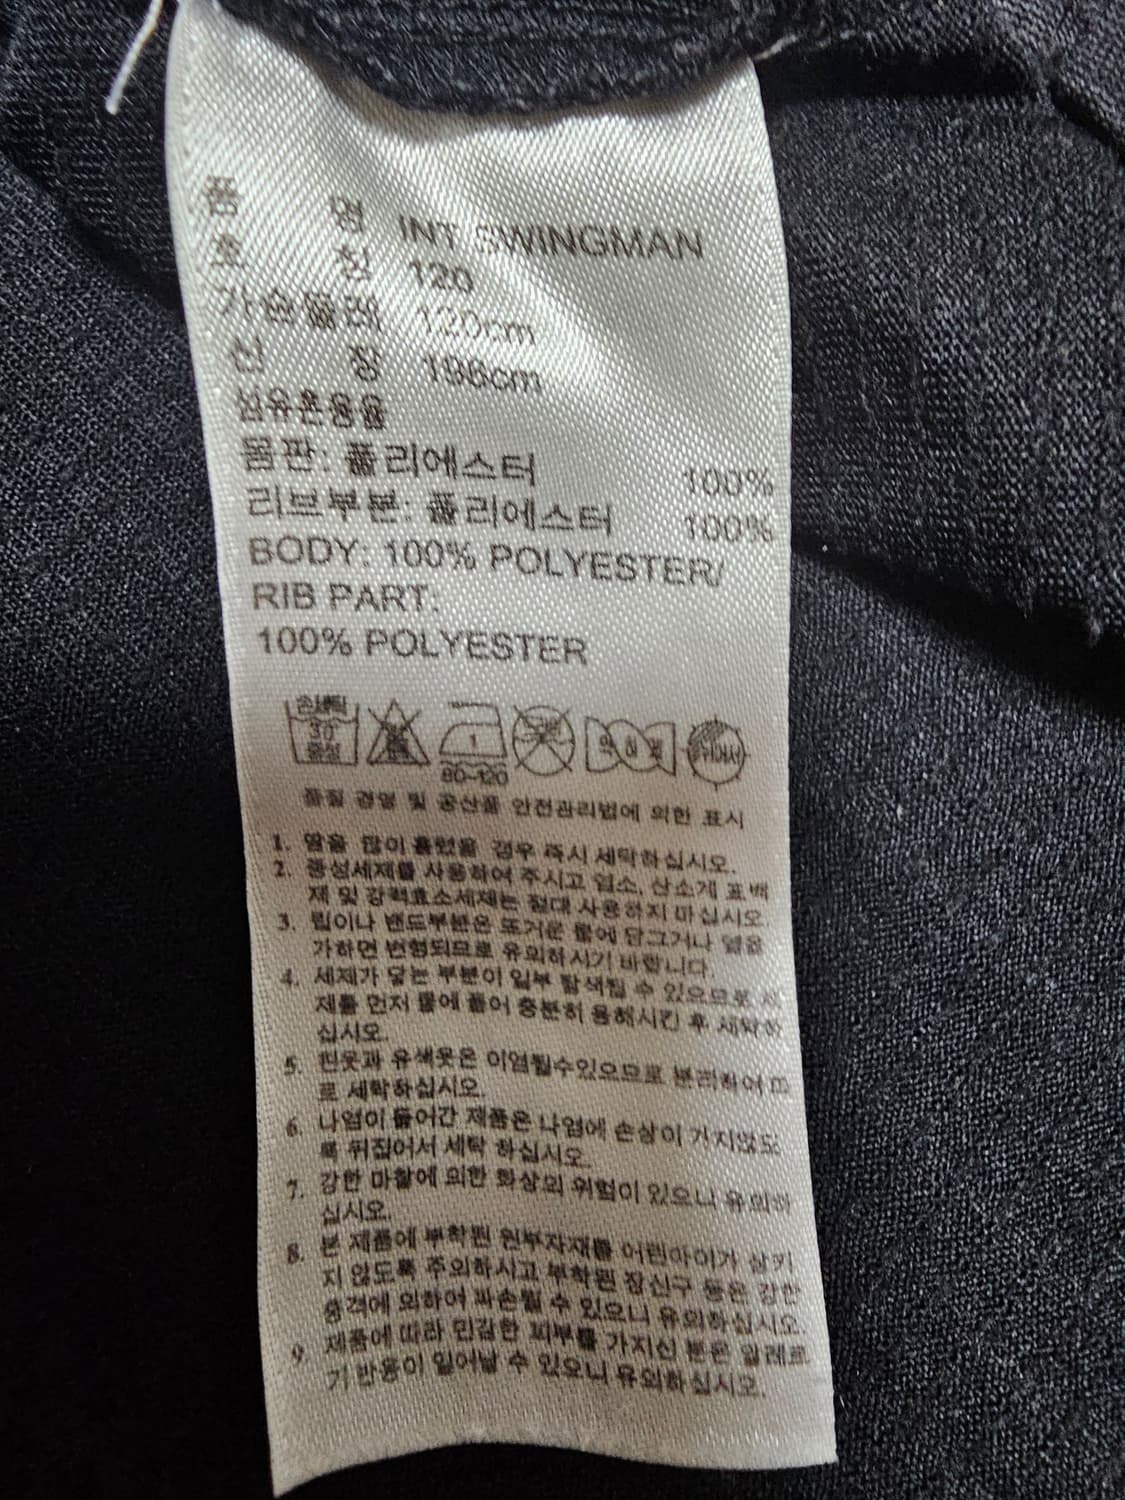 품 명 INT SWINGMAN
호 칭 120
가슴둘레 120cm
신 장 196cm
섬유혼용율
몸판: 폴리에스터 100%
리브부분: 폴리에스터 100%
BODY: 100% POLYESTER/
RIB PART:
100% POLYESTER
손세탁
30˚
중성
80-120
품질 경영 및 공산품 안전관리법에 의한 표시
1. 땀을 많이 흘렸을 경우 즉시 세탁하십시오.
2. 중성세제를 사용하여 주시고 염소, 산소계 표백
제 및 강력효소세제는 절대 사용하지 마십시오
3. 립이나 밴드부분은 뜨거운 물에 담그거나 열을
가하면 변형되므로 유의하시기 바랍니다.
4. 세제가 닿는 부분이 일부 탈색될 수 있으므로 세
제를 먼저 물에 풀어 충분히 용해시킨 후 세탁하
십시오.
5. 흰옷과 유색옷은 이염될수있으므로 분리하여 따
로 세탁하십시오.
6. 나염이 들어간 제품은 나염에 손상이 가지않도
록 뒤집어서 세탁 하십시오.
7. 강한 마찰에 의한 화상의 위험이 있으니 유의하
십시오.
8. 본 제품에 부착된 원부자재를 어린아이가 삼키
지 않도록 주의하시고 부착된 장신구 등은 강한
충격에 의하여 파손될 수 있으니 유의하십시오.
9. 제품에 따라 민감한 피부를 가지신 분은 알레르
기 반응이 일어날 수 있으니 유의하십시오.